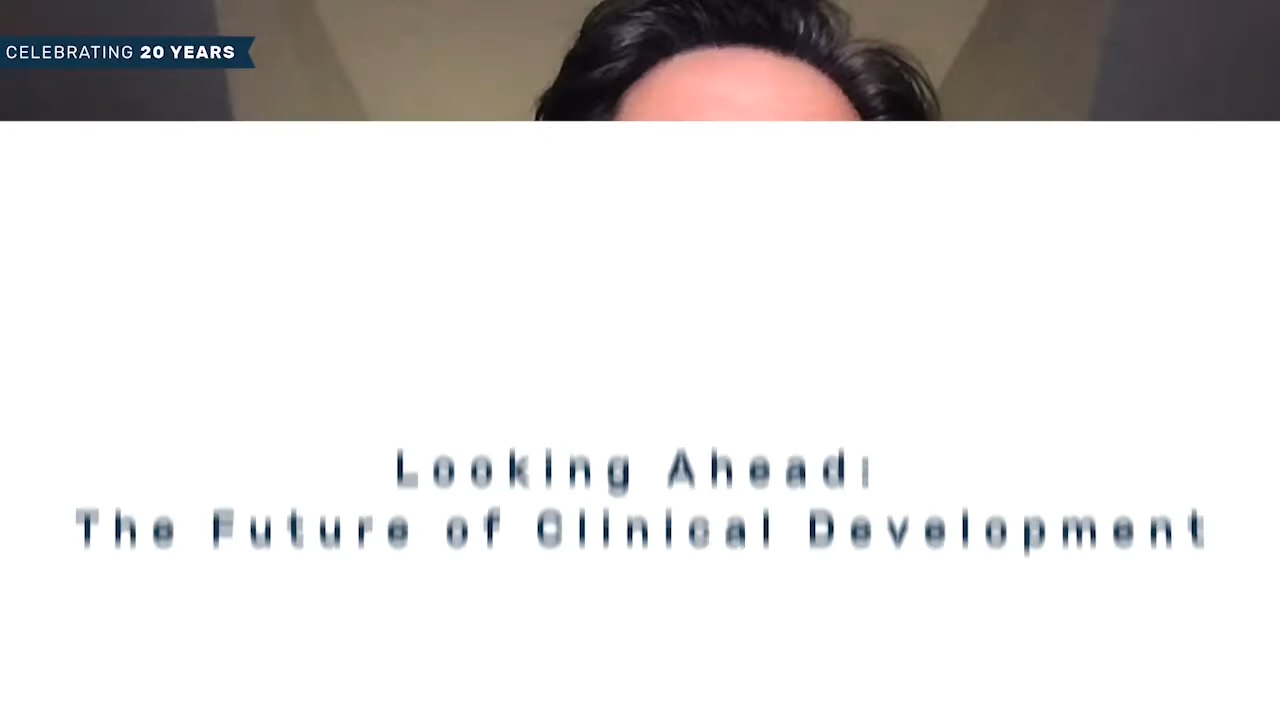 CELEBRATING 20 YEARS
Looking Ahead:
The Future of Clinical Development